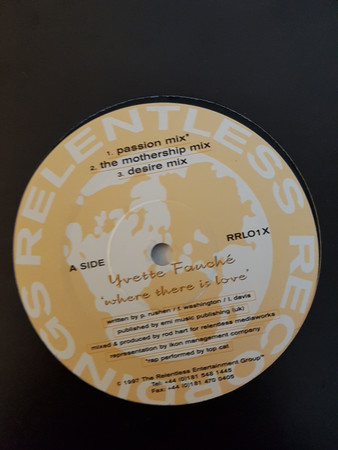 RELENTLESS RECORDINGS
1. passion mix*
2. the mothership mix
3. desire mix
A SIDE
RRL01X
Yvette Fauché
'where there is love'
written by p. rushen / f. washington / l. davis
published by emi music publishing (uk)
mixed & produced by rod hart for relentless mediaworks
representation by ikon management company
*rap performed by top cat
© 1997 The Relentless Entertainment Group™
Tel: +44 (0)181 548 1445
Fax: +44 (0)181 470 0405